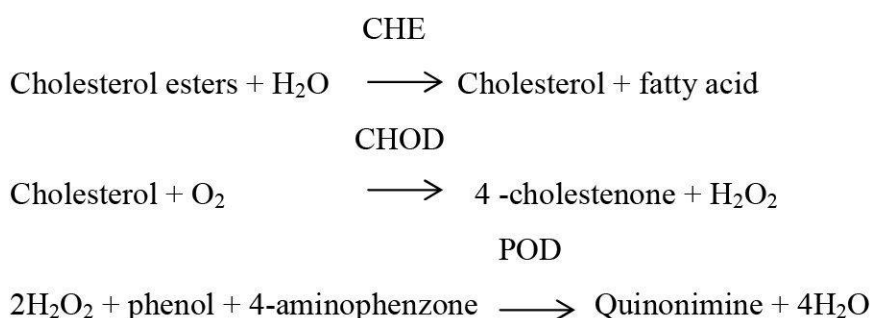 CHE
Cholesterol esters + H₂O ⟶ Cholesterol + fatty acid
CHOD
Cholesterol + O₂ ⟶ 4 -cholestenone + H₂O₂
POD
2H₂O₂ + phenol + 4-aminophenzone ⟶ Quinonimine + 4H₂O